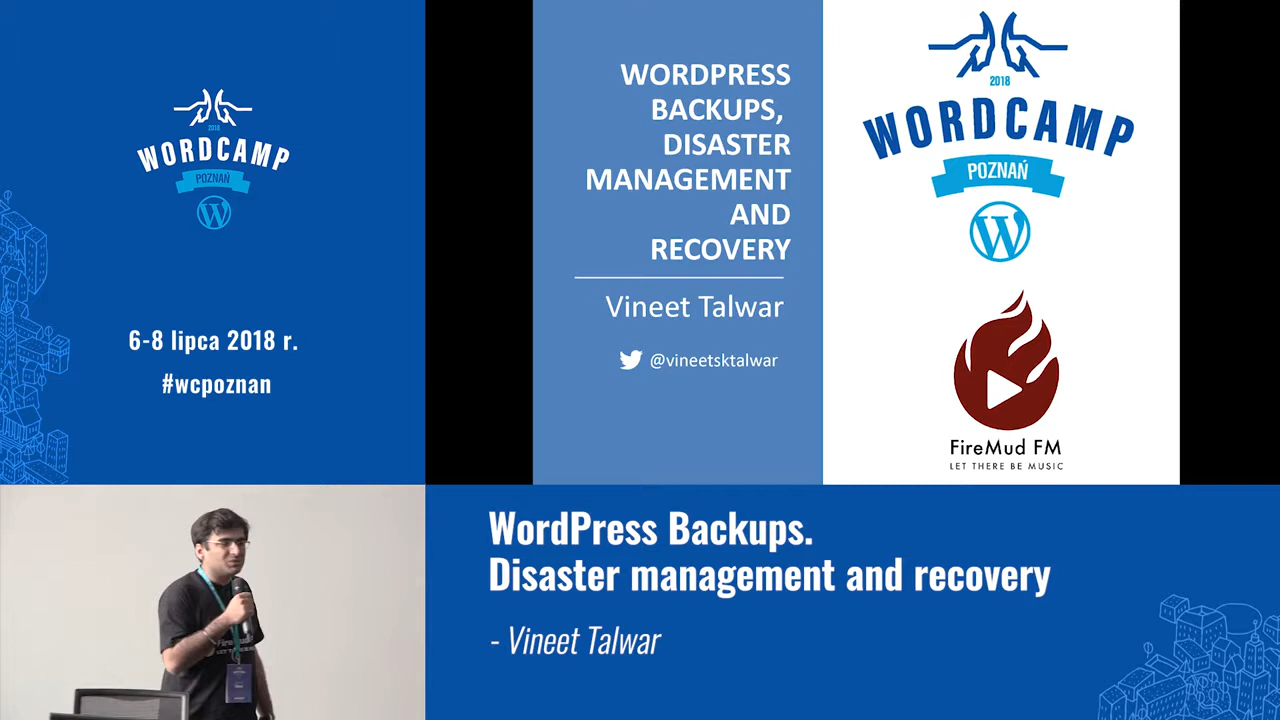 2018
WORDCAMP
POZNAŃ
6-8 lipca 2018 r.
#wcpoznan
WORDPRESS
BACKUPS,
DISASTER
MANAGEMENT
AND
RECOVERY
Vineet Talwar
@vineetsktalwar
2018
WORDCAMP
POZNAŃ
FireMud FM
LET THERE BE MUSIC
WordPress Backups.
Disaster management and recovery
- Vineet Talwar
FireMud